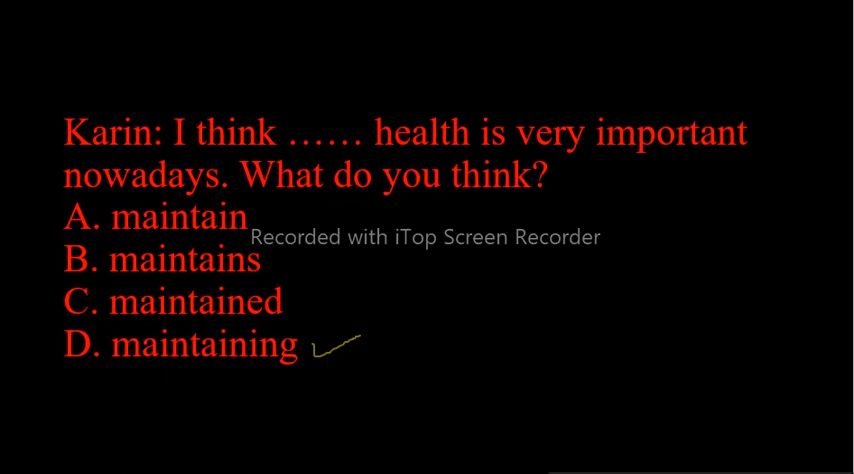 Karin: I think …… health is very important
nowadays. What do you think?
A. maintain
Recorded with iTop Screen Recorder
B. maintains
C. maintained
D. maintaining